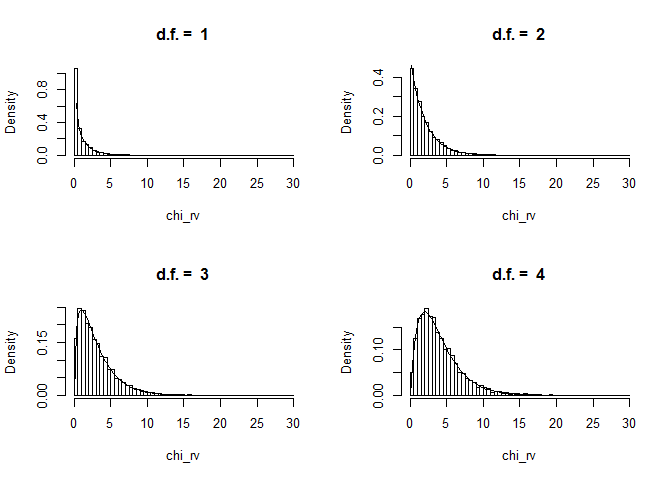 d.f. = 1
Density
0.0 0.4 0.8
0 5 10 15 20 25 30
chi_rv
d.f. = 2
Density
0.0 0.2 0.4
0 5 10 15 20 25 30
chi_rv
d.f. = 3
Density
0.00 0.15
0 5 10 15 20 25 30
chi_rv
d.f. = 4
Density
0.00 0.10
0 5 10 15 20 25 30
chi_rv